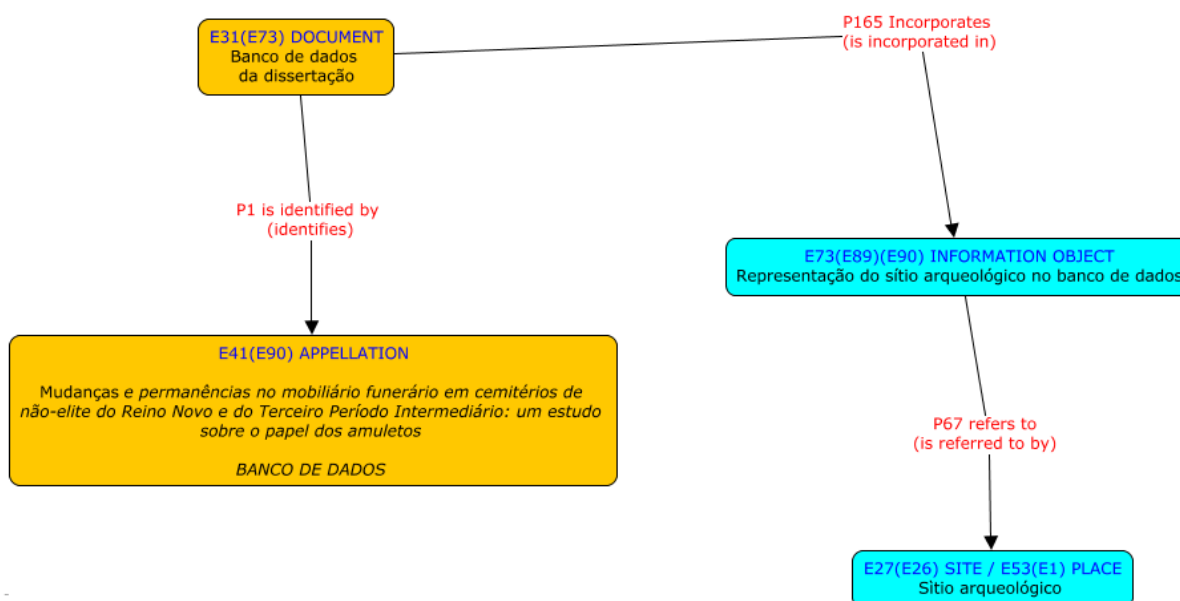 E31(E73) DOCUMENT
Banco de dados
da dissertação
P165 Incorporates
(is incorporated in)
P1 is identified by
(identifies)
E73(E89)(E90) INFORMATION OBJECT
Representação do sítio arqueológico no banco de dados
E41(E90) APPELLATION
Mudanças e permanências no mobiliário funerário em cemitérios de
não-elite do Reino Novo e do Terceiro Período Intermediário: um estudo
sobre o papel dos amuletos
BANCO DE DADOS
P67 refers to
(is referred to by)
E27(E26) SITE / E53(E1) PLACE
Sìtio arqueológico